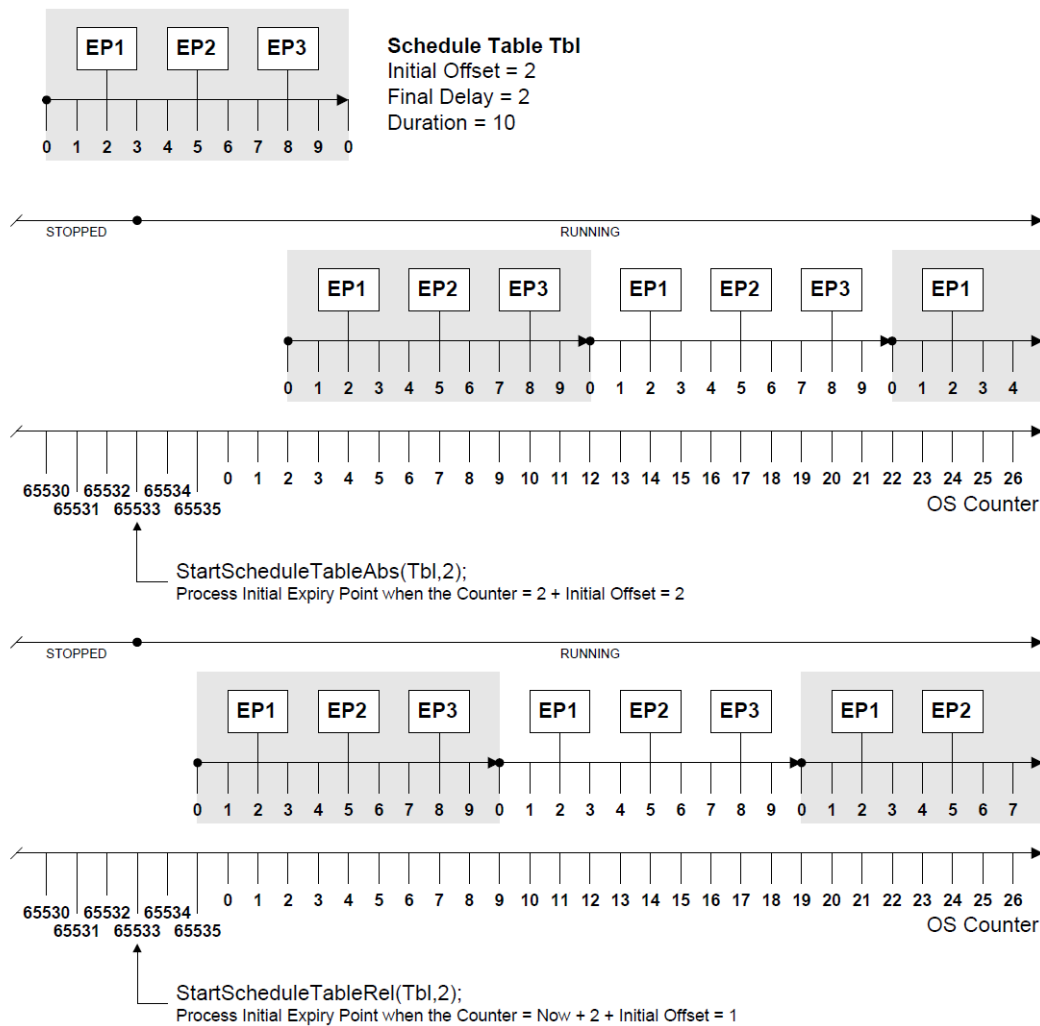 EP1 EP2 EP3
Schedule Table Tbl
Initial Offset = 2
Final Delay = 2
Duration = 10
0 1 2 3 4 5 6 7 8 9 0
STOPPED RUNNING
EP1 EP2 EP3 EP1 EP2 EP3 EP1
0 1 2 3 4 5 6 7 8 9 0 1 2 3 4 5 6 7 8 9 0 1 2 3 4
65530 65532 65534 0 1 2 3 4 5 6 7 8 9 10 11 12 13 14 15 16 17 18 19 20 21 22 23 24 25 26
65531 65533 65535
OS Counter
StartScheduleTableAbs(Tbl,2);
Process Initial Expiry Point when the Counter = 2 + Initial Offset = 2
STOPPED RUNNING
EP1 EP2 EP3 EP1 EP2 EP3 EP1 EP2
0 1 2 3 4 5 6 7 8 9 0 1 2 3 4 5 6 7 8 9 0 1 2 3 4 5 6 7
65530 65532 65534 0 1 2 3 4 5 6 7 8 9 10 11 12 13 14 15 16 17 18 19 20 21 22 23 24 25 26
65531 65533 65535
OS Counter
StartScheduleTableRel(Tbl,2);
Process Initial Expiry Point when the Counter = Now + 2 + Initial Offset = 1